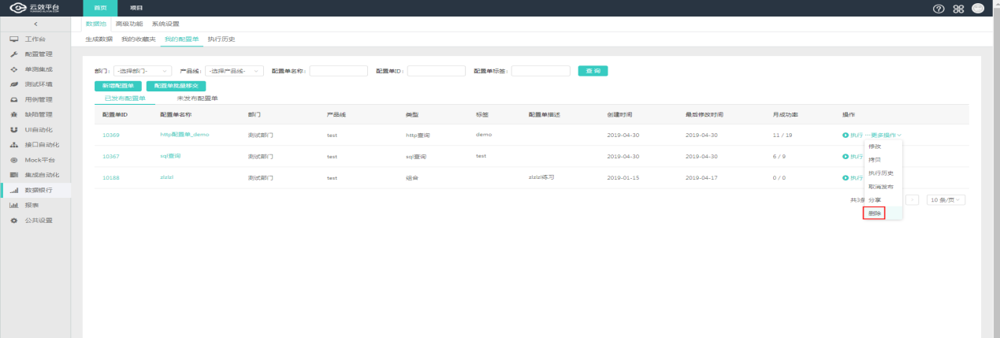 云效平台 首页 项目
数据池 高级功能 系统设置
生成数据 我的收藏夹 我的配置单 执行历史
工作台
配置管理
单测集成
测试环境
用例管理
缺陷管理
UI自动化
接口自动化
Mock平台
集成自动化
数据银行
报表
公共设置
部门: -选择部门- 产品线: -选择产品线- 配置单名称: 配置单ID: 配置单标签: 查 询
新增配置单 配置单批量移交
已发布配置单 未发布配置单
配置单ID 配置单名称 部门 产品线 类型 标签 配置单描述 创建时间 最后修改时间 月成功率 操作
10369 http配置单_demo 测试部门 test http查询 demo 2019-04-30 2019-04-30 11 / 19 执行 ···更多操作
10367 sql查询 测试部门 test sql查询 test 2019-04-30 2019-04-30 6 / 9 执行
10188 zlzlzl 测试部门 test 组合 zlzlzl练习 2019-01-15 2019-04-17 0 / 0 执行
修改
拷贝
执行历史
取消发布
分享
删除
共3条 10 条/页